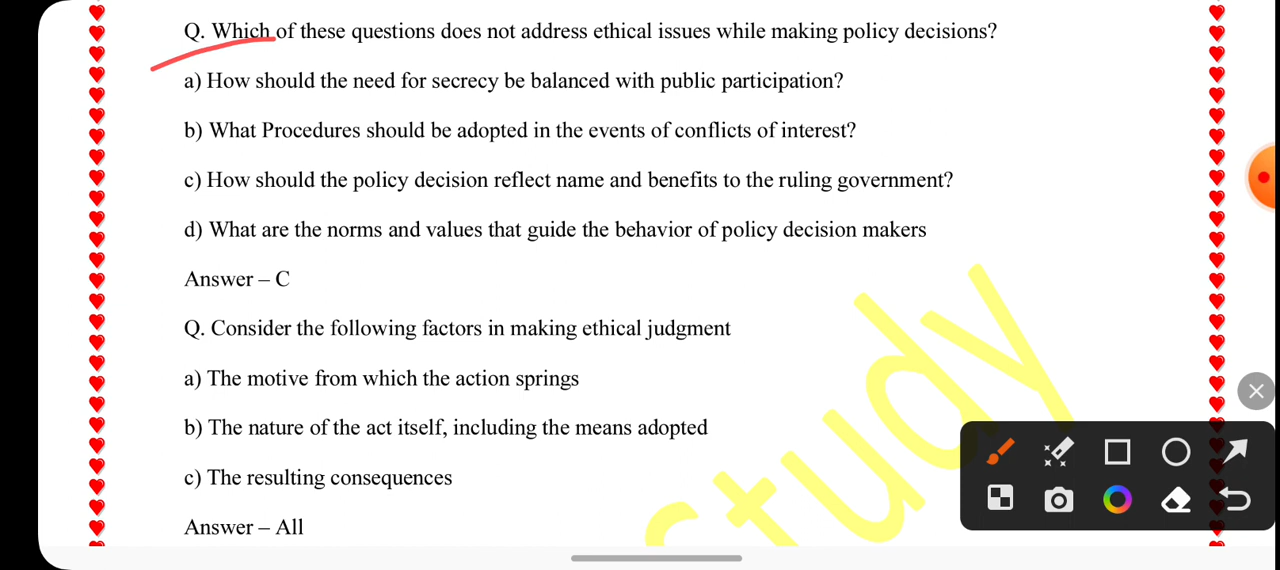 Q. Which of these questions does not address ethical issues while making policy decisions?
a) How should the need for secrecy be balanced with public participation?
b) What Procedures should be adopted in the events of conflicts of interest?
c) How should the policy decision reflect name and benefits to the ruling government?
d) What are the norms and values that guide the behavior of policy decision makers
Answer – C
Q. Consider the following factors in making ethical judgment
a) The motive from which the action springs
b) The nature of the act itself, including the means adopted
c) The resulting consequences
Answer – All
Study